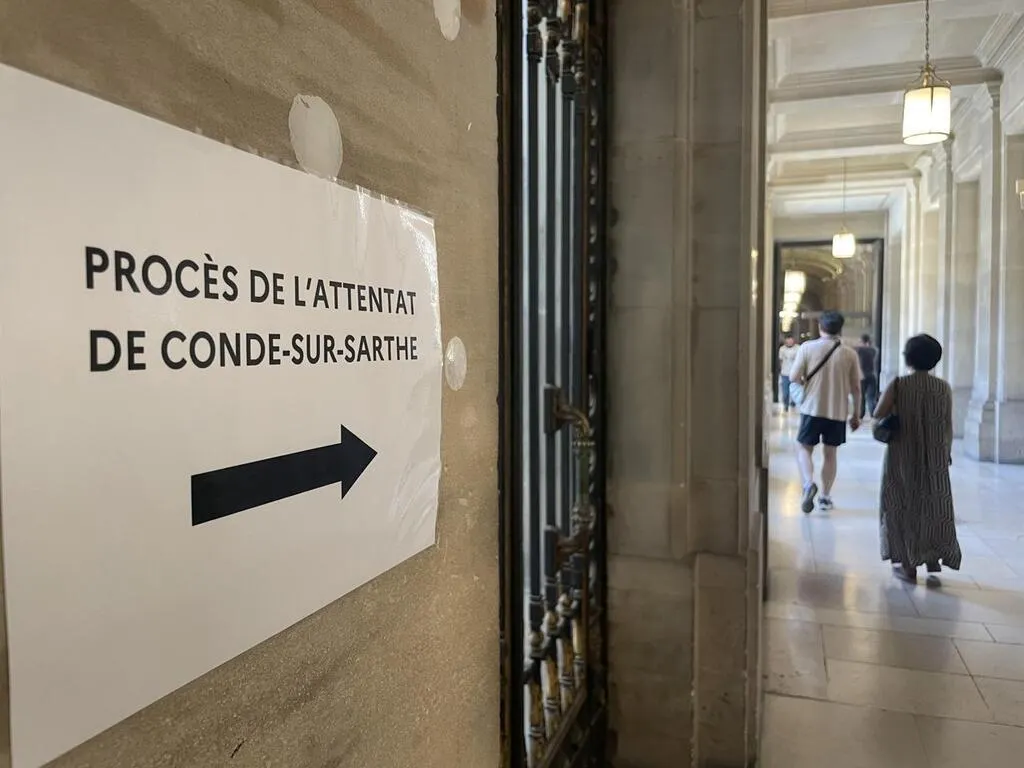 PROCÈS DE L'ATTENTAT
DE CONDE-SUR-SARTHE